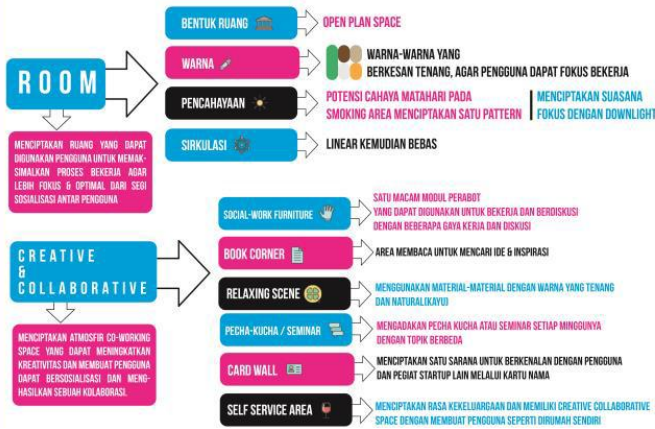 BENTUK RUANG
OPEN PLAN SPACE
ROOM
WARNA
WARNA-WARNA YANG
BERKESAN TENANG, AGAR PENGGUNA DAPAT FOKUS BEKERJA
PENCAHAYAAN
POTENSI CAHAYA MATAHARI PADA
SMOKING AREA MENCIPTAKAN SATU PATTERN
MENCIPTAKAN SUASANA
FOKUS DENGAN DOWNLIGHT
SIRKULASI
LINEAR KEMUDIAN BEBAS
MENCIPTAKAN RUANG YANG DAPAT
DIGUNAKAN PENGGUNA UNTUK MEMAK-
SIMALKAN PROSES BEKERJA AGAR
LEBIH FOKUS & OPTIMAL DARI SEGI
SOSIALISASI ANTAR PENGGUNA
CREATIVE
&
COLLABORATIVE
MENCIPTAKAN ATMOSFIR CO-WORKING
SPACE YANG DAPAT MENINGKATKAN
KREATIVITAS DAN MEMBUAT PENGGUNA
DAPAT BERSOSIALISASI DAN MENG-
HASILKAN SEBUAH KOLABORASI.
SOCIAL-WORK FURNITURE
SATU MACAM MODUL PERABOT
YANG DAPAT DIGUNAKAN UNTUK BEKERJA DAN BERDISKUSI
DENGAN BEBERAPA GAYA KERJA DAN DISKUSI
BOOK CORNER
AREA MEMBACA UNTUK MENCARI IDE & INSPIRASI
RELAXING SCENE
MENGGUNAKAN MATERIAL-MATERIAL DENGAN WARNA YANG TENANG
DAN NATURAL(KAYU)
PECHA-KUCHA / SEMINAR
MENGADAKAN PECHA KUCHA ATAU SEMINAR SETIAP MINGGUNYA
DENGAN TOPIK BERBEDA
CARD WALL
MENCIPTAKAN SATU SARANA UNTUK BERKENALAN DENGAN PENGGUNA
DAN PEGIAT STARTUP LAIN MELALUI KARTU NAMA
SELF SERVICE AREA
MENCIPTAKAN RASA KEKELUARGAAN DAN MEMILIKI CREATIVE COLLABORATIVE
SPACE DENGAN MEMBUAT PENGGUNA SEPERTI DIRUMAH SENDIRI